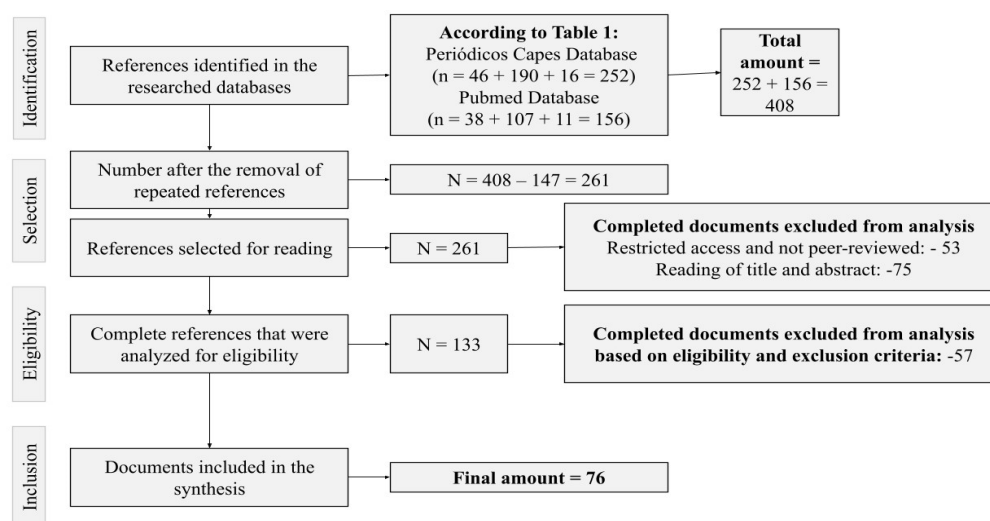 Identification
References identified in the
researched databases
According to Table 1:
Periódicos Capes Database
(n = 46 + 190 + 16 = 252)
Pubmed Database
(n = 38 + 107 + 11 = 156)
Total
amount =
252 + 156 =
408
Selection
Number after the removal of
repeated references
N = 408 – 147 = 261
References selected for reading
N = 261
Completed documents excluded from analysis
Restricted access and not peer-reviewed: - 53
Reading of title and abstract: -75
Eligibility
Complete references that were
analyzed for eligibility
N = 133
Completed documents excluded from analysis
based on eligibility and exclusion criteria: -57
Inclusion
Documents included in the
synthesis
Final amount = 76